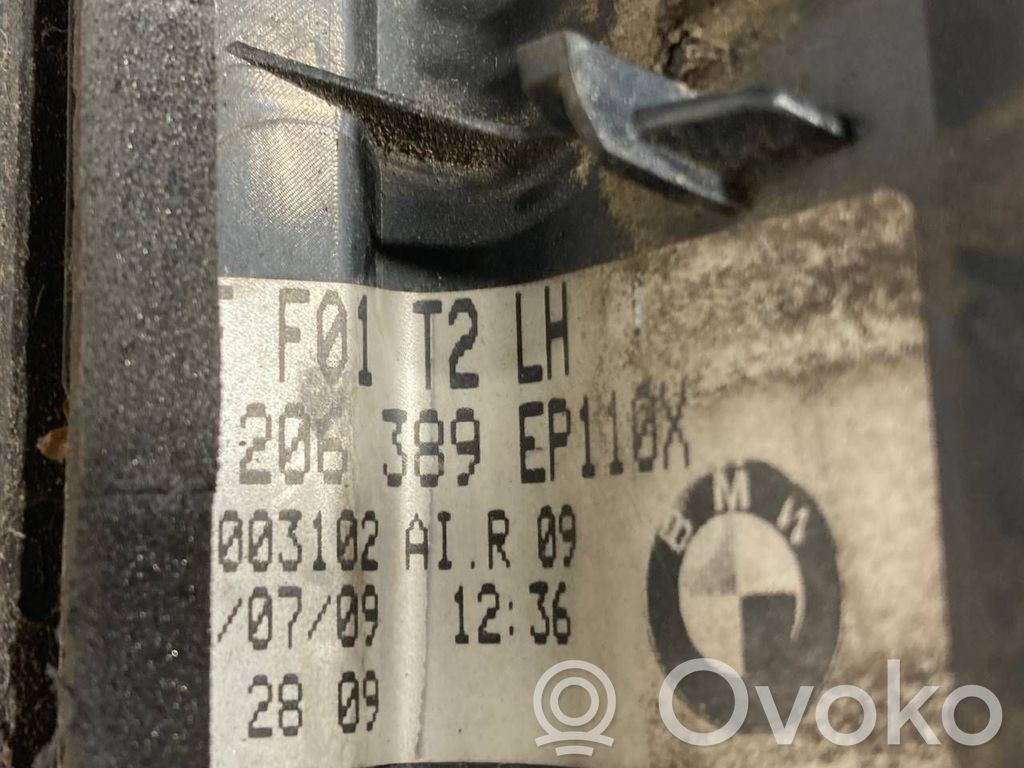 F01 T2 LH
206 389 EP110X
003102 AI.R 09
/07/09 12:36
28 09
BMW
Ovoko